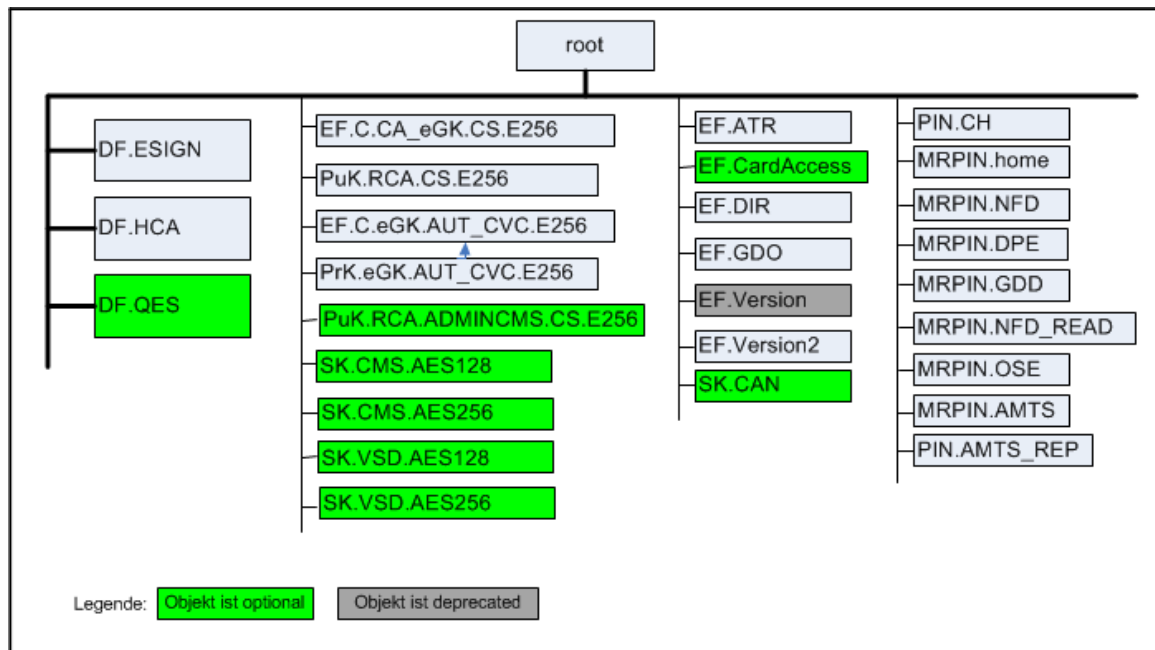 root
DF.ESIGN
DF.HCA
DF.QES
EF.C.CA_eGK.CS.E256
PuK.RCA.CS.E256
EF.C.eGK.AUT_CVC.E256
PrK.eGK.AUT_CVC.E256
PuK.RCA.ADMINCMS.CS.E256
SK.CMS.AES128
SK.CMS.AES256
SK.VSD.AES128
SK.VSD.AES256
EF.ATR
EF.CardAccess
EF.DIR
EF.GDO
EF.Version
EF.Version2
SK.CAN
PIN.CH
MRPIN.home
MRPIN.NFD
MRPIN.DPE
MRPIN.GDD
MRPIN.NFD_READ
MRPIN.OSE
MRPIN.AMTS
PIN.AMTS_REP
Legende: Objekt ist optional Objekt ist deprecated